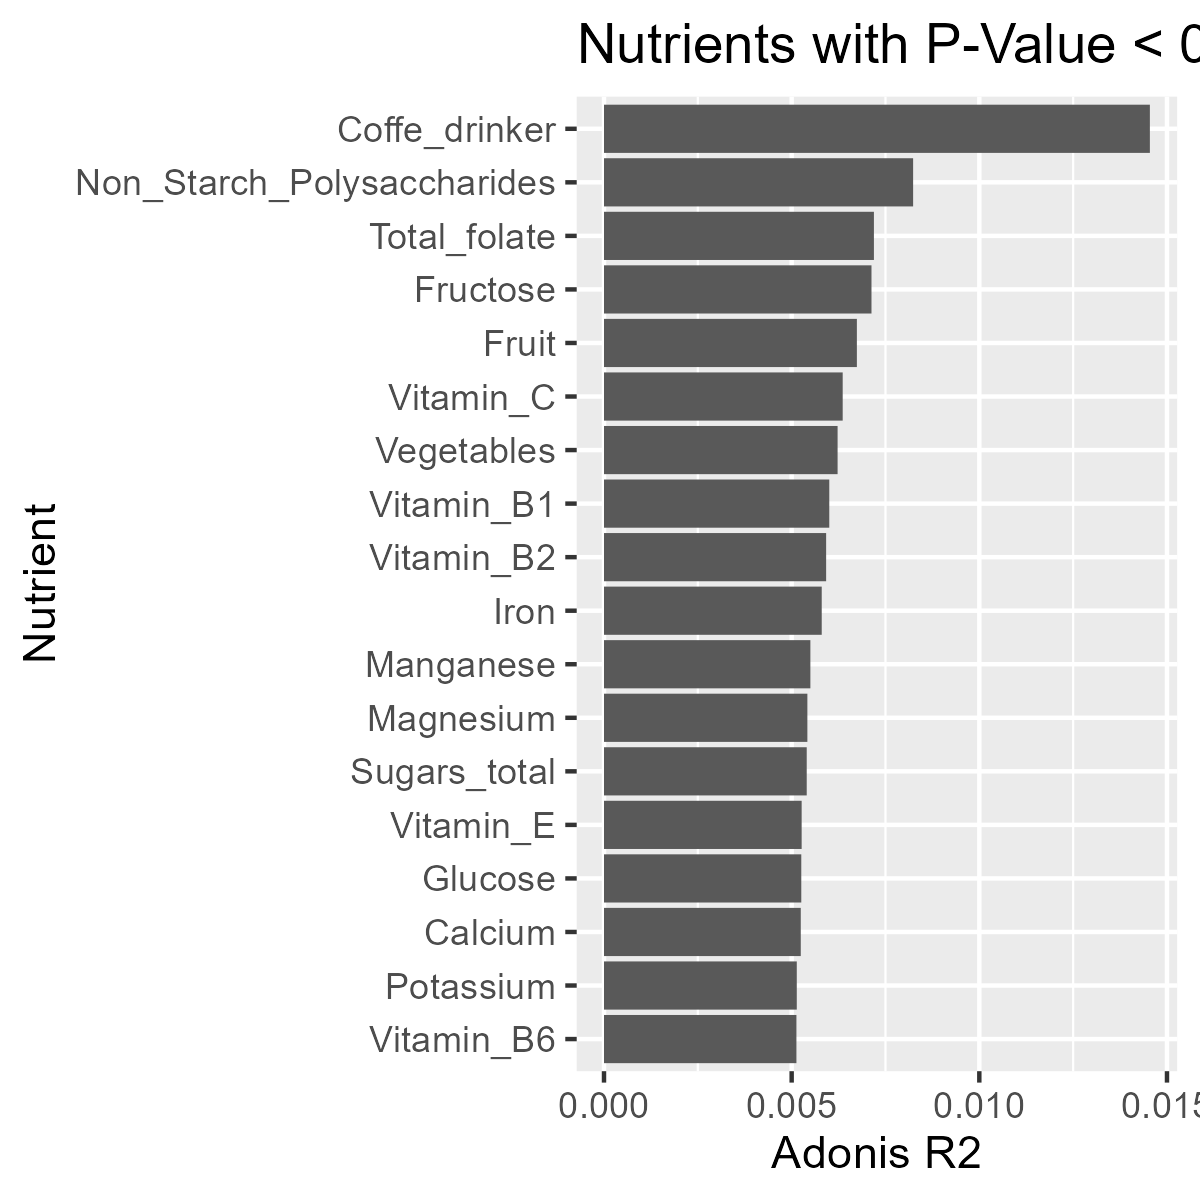 Nutrients with P-Value < 0
Coffe_drinker
Non_Starch_Polysaccharides
Total_folate
Fructose
Fruit
Vitamin_C
Vegetables
Vitamin_B1
Vitamin_B2
Iron
Manganese
Magnesium
Sugars_total
Vitamin_E
Glucose
Calcium
Potassium
Vitamin_B6
Nutrient
0.000 0.005 0.010 0.015
Adonis R2